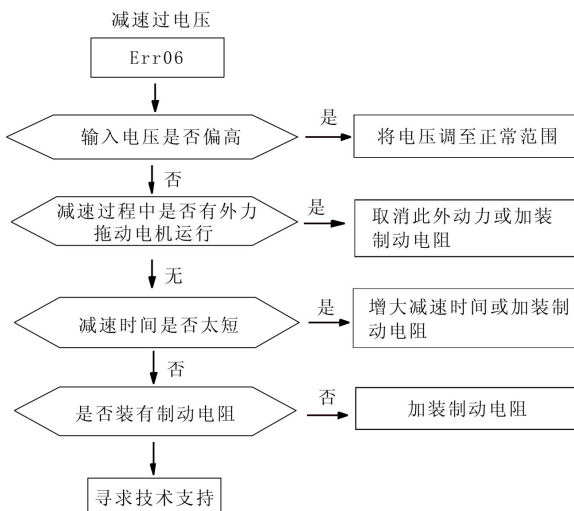 减速过电压
Err06
输入电压是否偏高
是
将电压调至正常范围
否
减速过程中是否有外力
拖动电机运行
是
取消此外动力或加装
制动电阻
无
减速时间是否太短
是
增大减速时间或加装制
动电阻
否
是否装有制动电阻
否
加装制动电阻
寻求技术支持